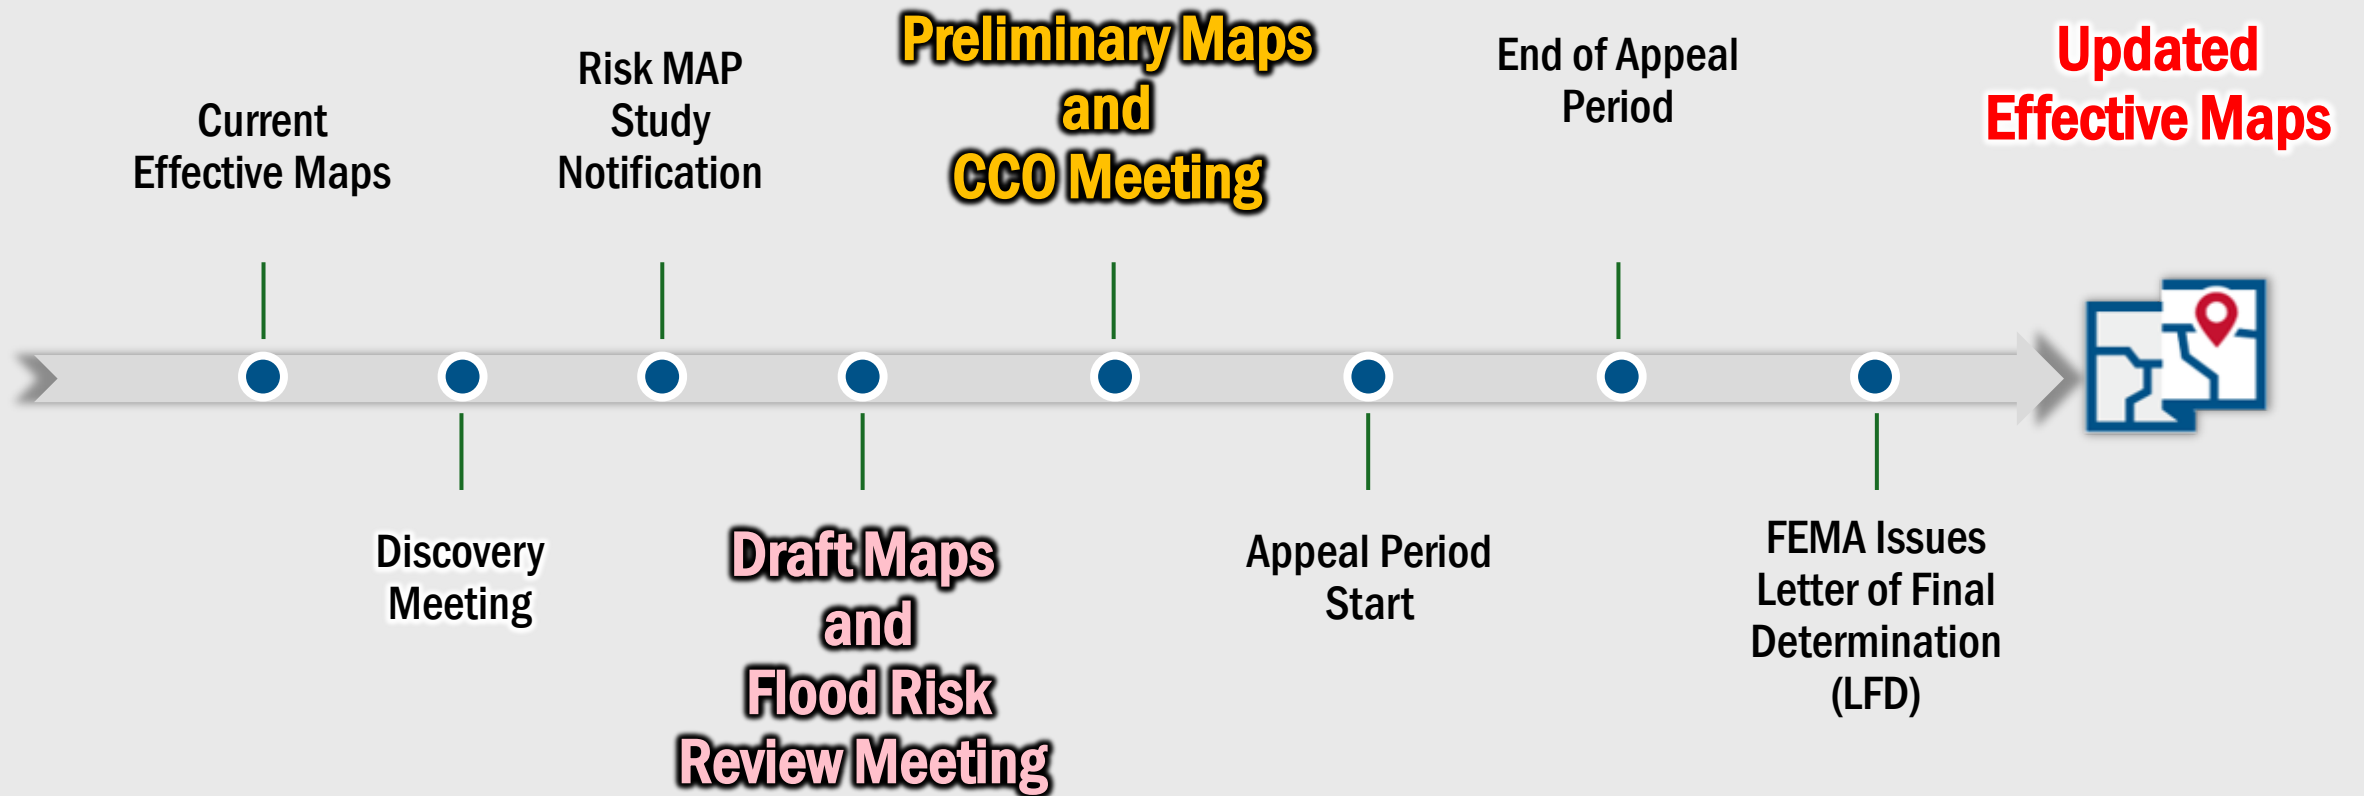 Current
Effective Maps
Discovery
Meeting
Risk MAP
Study
Notification
Draft Maps
and
Flood Risk
Review Meeting
Preliminary Maps
and
CCO Meeting
Appeal Period
Start
End of Appeal
Period
FEMA Issues
Letter of Final
Determination
(LFD)
Updated
Effective Maps